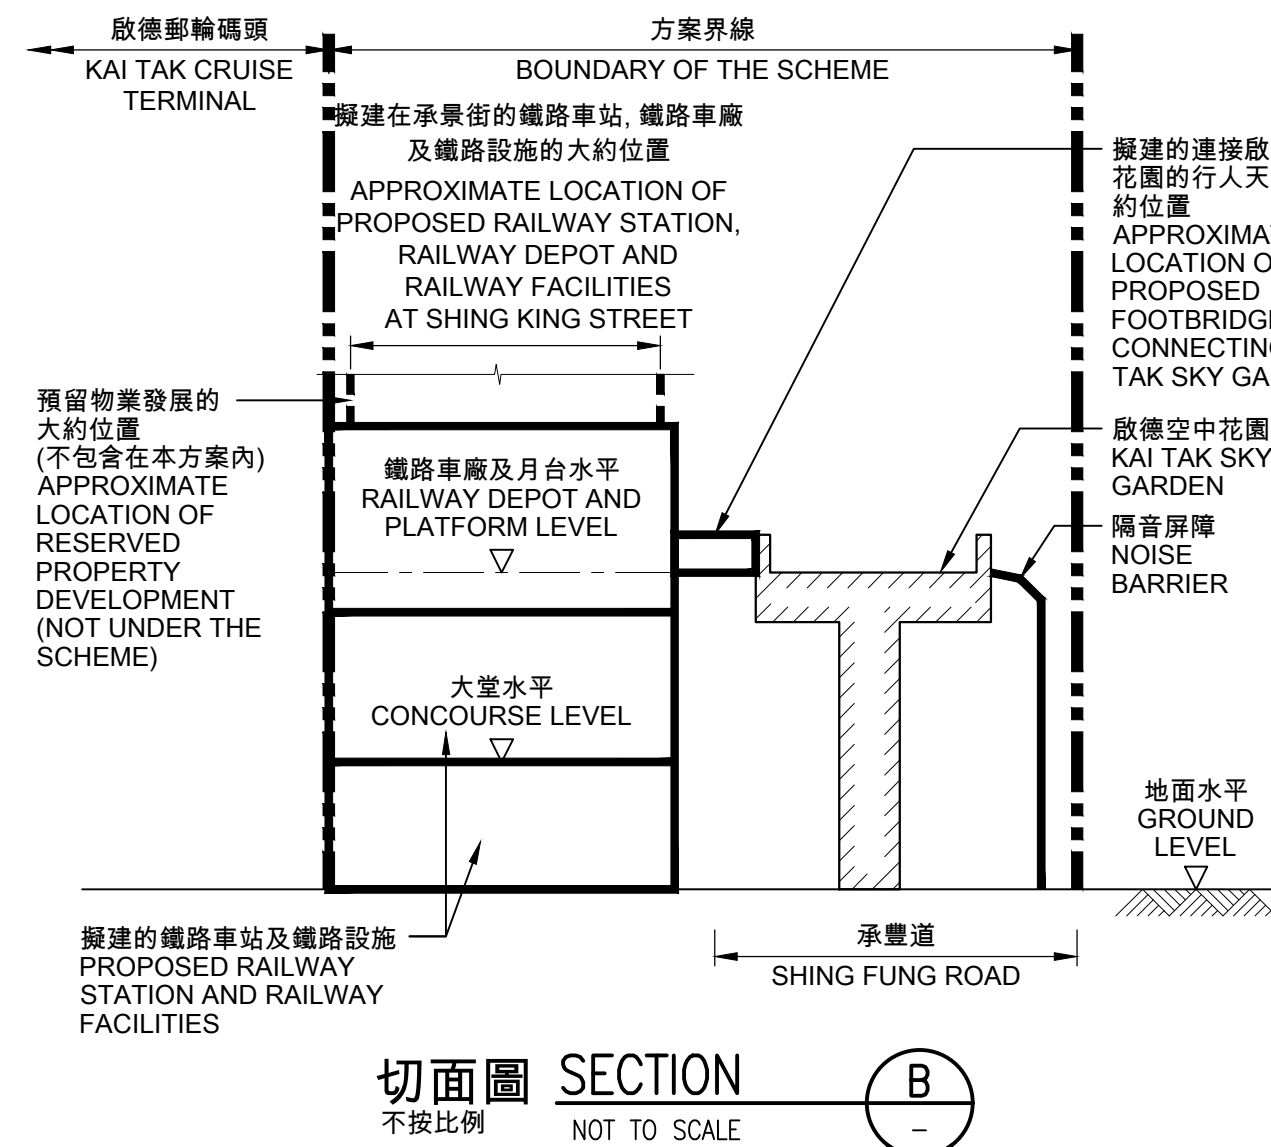 啟德郵輪碼頭
KAI TAK CRUISE
TERMINAL
方案界線
BOUNDARY OF THE SCHEME
擬建在承景街的鐵路車站, 鐵路車廠
及鐵路設施的大約位置
APPROXIMATE LOCATION OF
PROPOSED RAILWAY STATION,
RAILWAY DEPOT AND
RAILWAY FACILITIES
AT SHING KING STREET
擬建的連接啟
花園的行人天
約位置
LOCATION
PROPOSED
TAK SKY
預留物業發展的
大約位置
(不包含在本方案內)
APPROXIMATE
LOCATION OF
RESERVED
PROPERTY
DEVELOPMENT
(NOT UNDER THE
SCHEME)
鐵路車廠及月台水平
RAILWAY DEPOT AND
PLATFORM LEVEL
啟德空中花園
KAI TAK SKY
GARDEN
隔音屏障
NOISE
BARRIER
大堂水平
CONCOURSE LEVEL
地面水平
GROUND
LEVEL
擬建的鐵路車站及鐵路設施
PROPOSED RAILWAY
STATION AND RAILWAY
FACILITIES
承豐道
SHING FUNG ROAD
切面圖 SECTION
不按比例 NOT TO SCALE
B
-